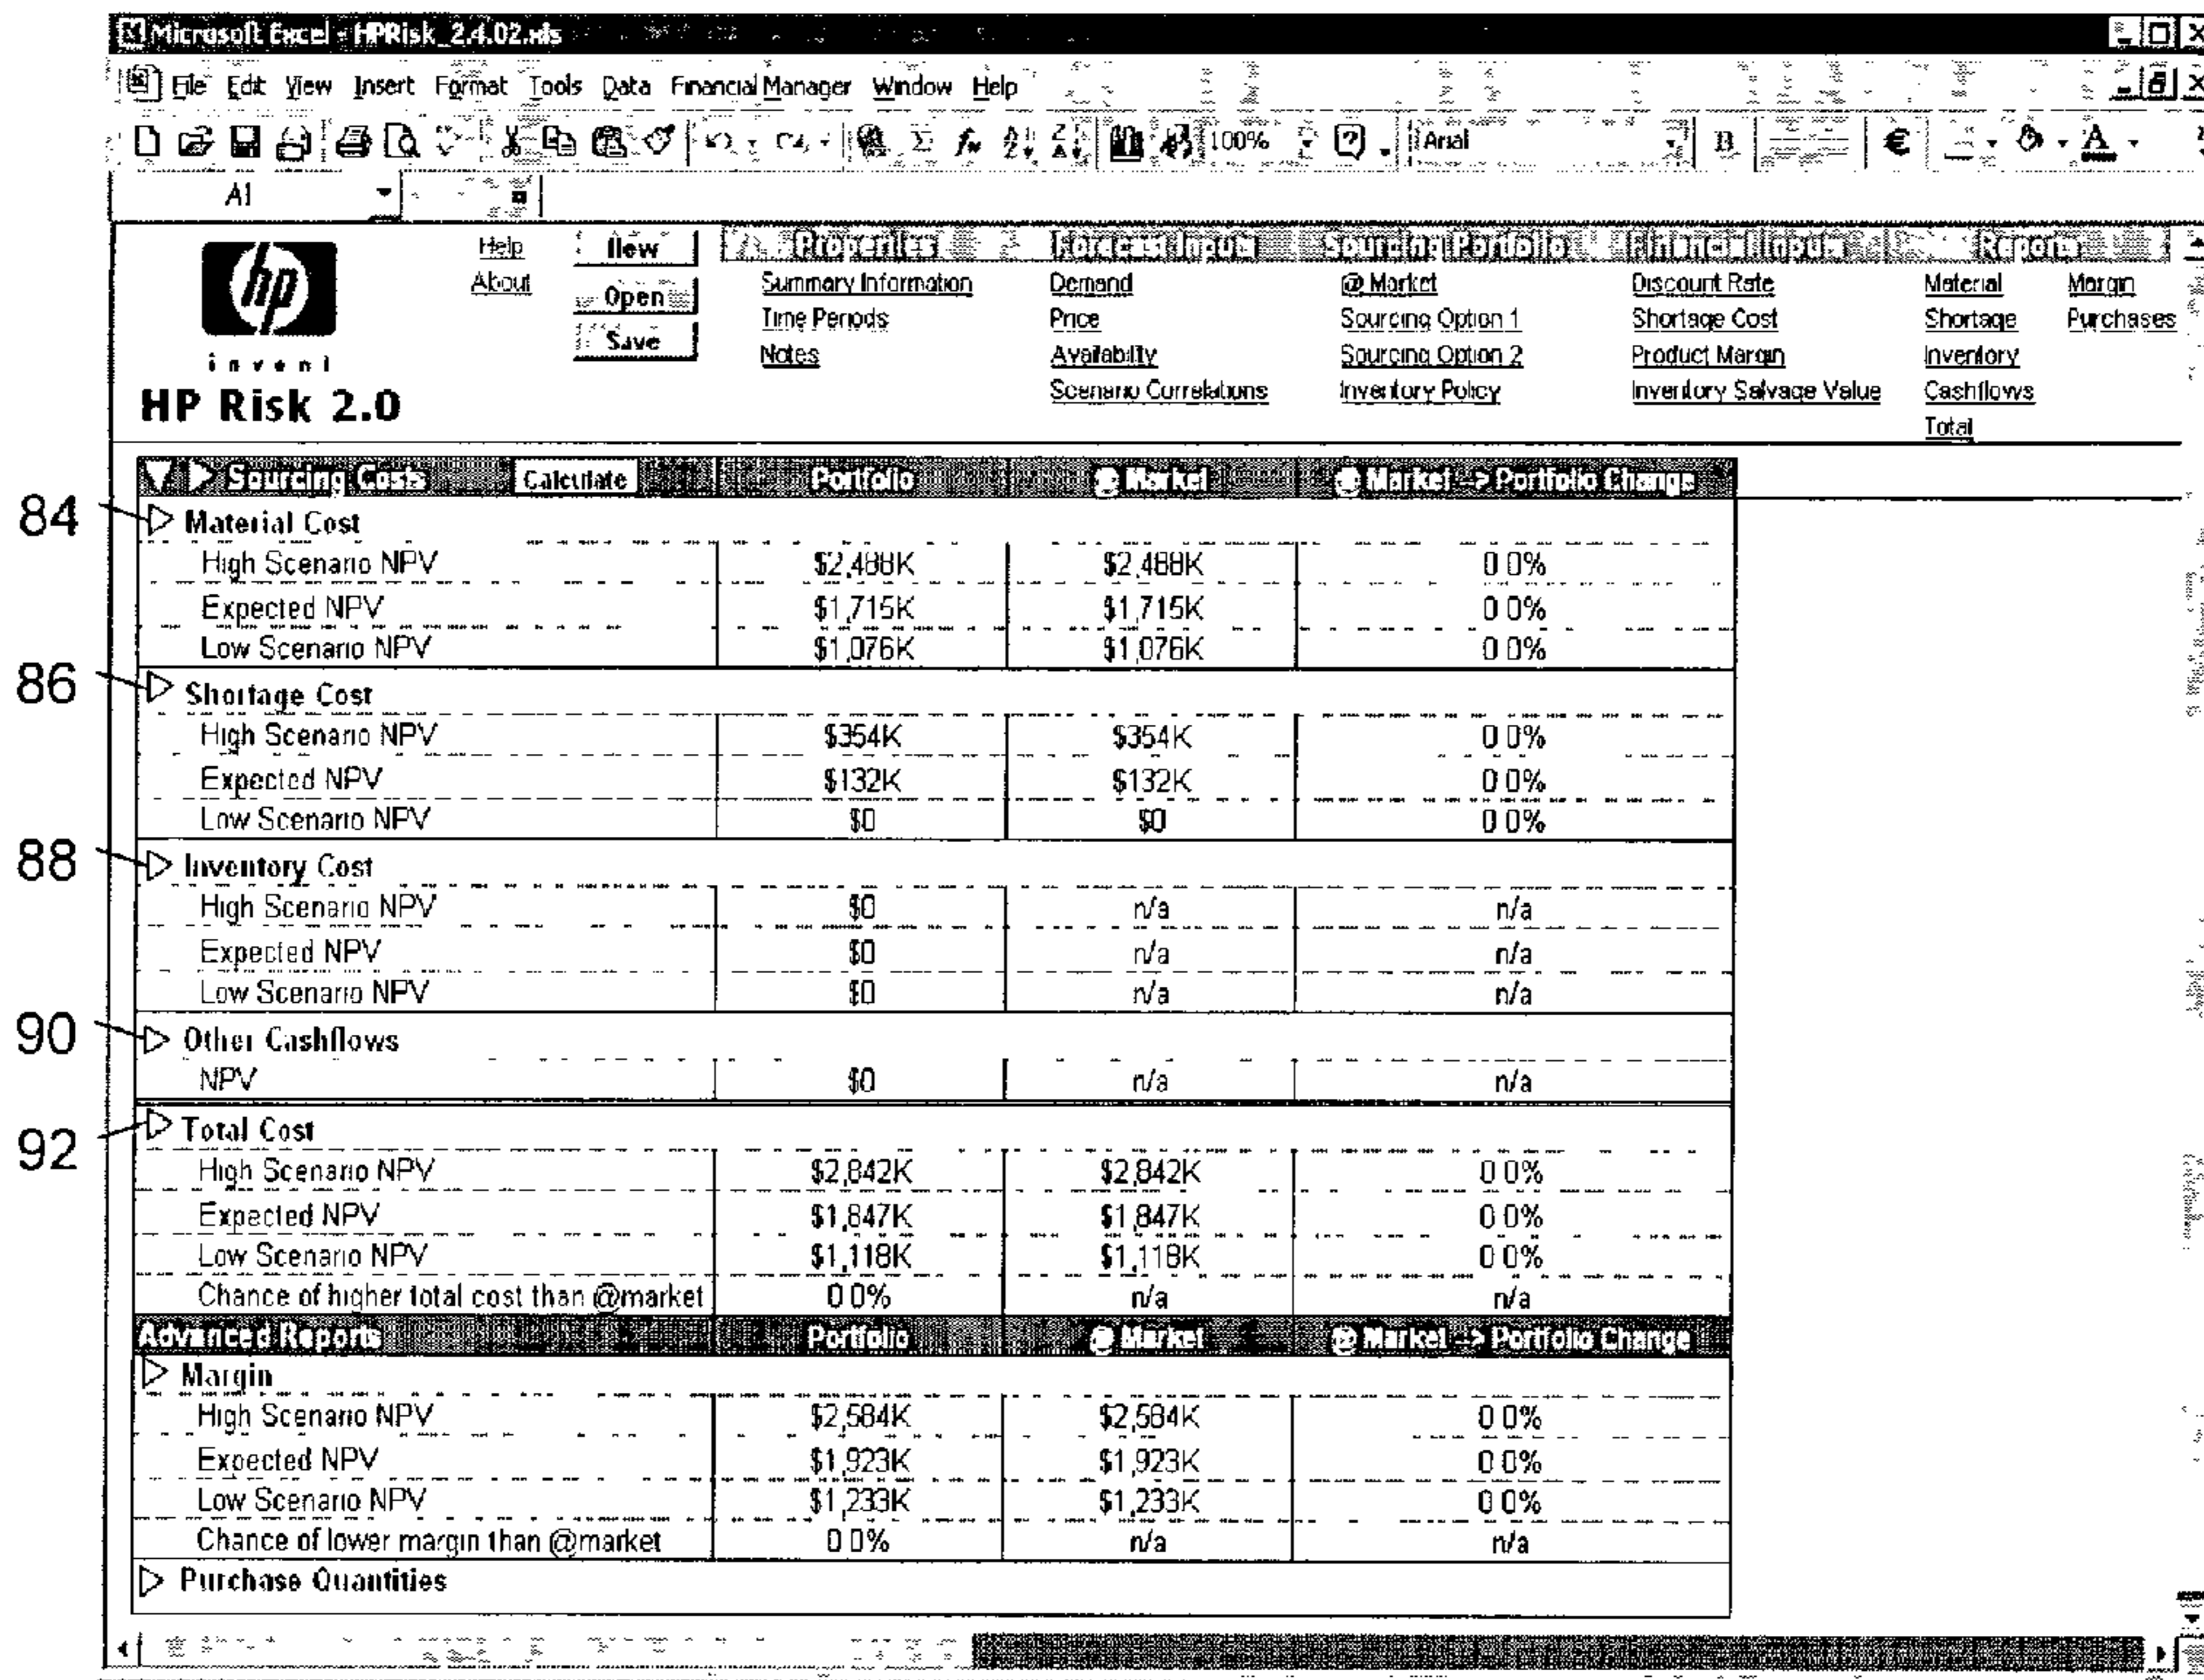 Microsoft Excel - HPRisk_2.4.02.xls
File Edit View Insert Format Tools Data Financial Manager Window Help
100% Arial B € A
A1
hp
invent
HP Risk 2.0
Help
About
New
Open
Save
Properties
Summary Information
Time Periods
Notes
Forecast Inputs
Demand
Price
Availability
Scenario Correlations
Sourcing Portfolio
@ Market
Sourcing Option 1
Sourcing Option 2
Inventory Policy
Financial Inputs
Discount Rate
Shortage Cost
Product Margin
Inventory Salvage Value
Reports
Material Margin
Shortage Purchases
Inventory
Cashflows
Total
Sourcing Costs Calculate Portfolio @ Market @ Market --> Portfolio Change
84 Material Cost
High Scenario NPV $2,488K $2,488K 0 0%
Expected NPV $1,715K $1,715K 0 0%
Low Scenario NPV $1,076K $1,076K 0 0%
86 Shortage Cost
High Scenario NPV $354K $354K 0 0%
Expected NPV $132K $132K 0 0%
Low Scenario NPV $0 $0 0 0%
88 Inventory Cost
High Scenario NPV $0 n/a n/a
Expected NPV $0 n/a n/a
Low Scenario NPV $0 n/a n/a
90 Other Cashflows
NPV $0 n/a n/a
92 Total Cost
High Scenario NPV $2,842K $2,842K 0 0%
Expected NPV $1,847K $1,847K 0 0%
Low Scenario NPV $1,118K $1,118K 0 0%
Chance of higher total cost than @market 0 0% n/a n/a
Advanced Reports Portfolio @ Market @ Market --> Portfolio Change
Margin
High Scenario NPV $2,584K $2,584K 0 0%
Expected NPV $1,923K $1,923K 0 0%
Low Scenario NPV $1,233K $1,233K 0 0%
Chance of lower margin than @market 0 0% n/a n/a
Purchase Quantities